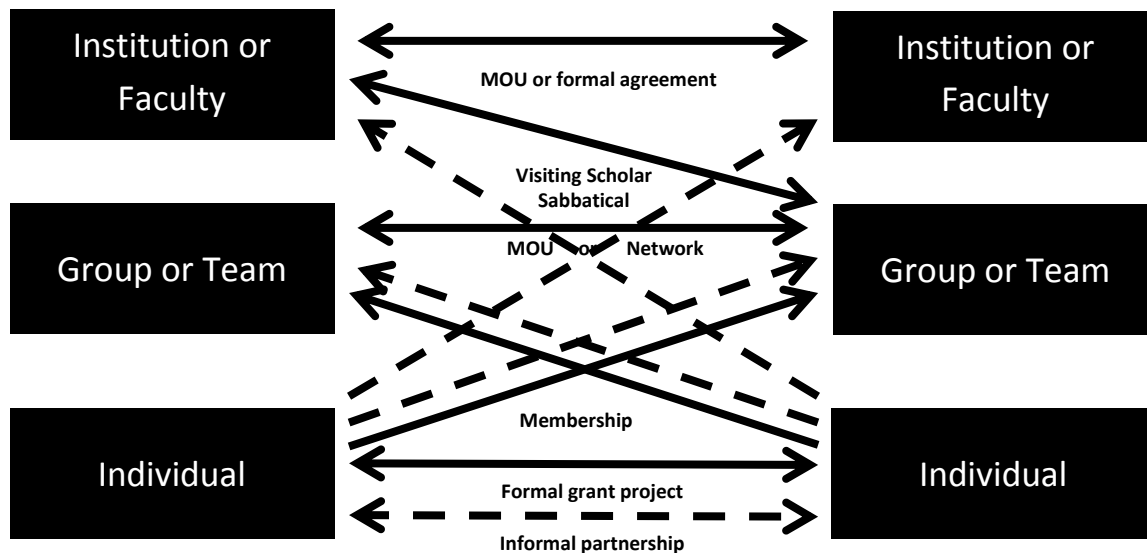 Institution or
Faculty
MOU or formal agreement
Institution or
Faculty
Visiting Scholar
Sabbatical
Group or Team
MOU or Network
Group or Team
Membership
Individual
Formal grant project
Informal partnership
Individual